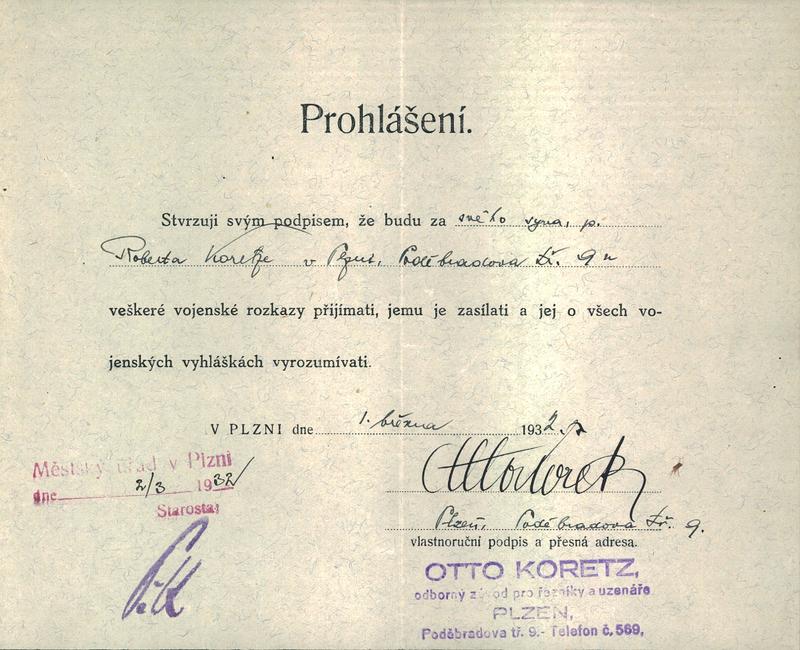 Prohlášení.
Stvrzuji svým podpisem, že budu za svého syna, p.
Roberta Koretze v Plzni, Poděbradova tř. 9
veškeré vojenské rozkazy přijímati, jemu je zasílati a jej o všech vo-
jenských vyhláškách vyrozumívati.
V PLZNI dne 1. března 1932.
Městský úřad v Plzni
dne 2/3 1932
Starosta:
Otto Koretz
Plzeň, Poděbradova tř. 9.
vlastnoruční podpis a přesná adresa.
OTTO KORETZ,
odborný závod pro řezníky a uzenáře
PLZEŇ,
Poděbradova tř. 9.- Telefon č. 569,